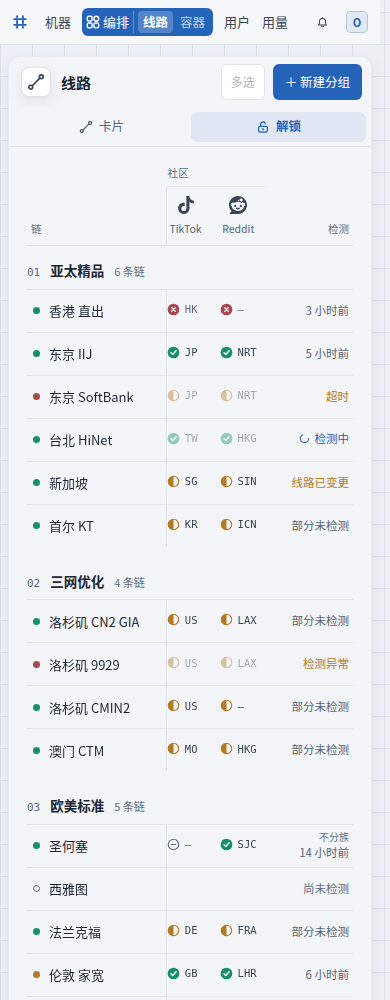 机器 编排 线路 容器 用户 用量 O
线路 多选 + 新建分组
卡片 解锁
社区
链 TikTok Reddit 检测
01 亚太精品 6 条链
香港 直出 HK – 3 小时前
东京 IIJ JP NRT 5 小时前
东京 SoftBank JP NRT 超时
台北 HiNet TW HKG 检测中
新加坡 SG SIN 线路已变更
首尔 KT KR ICN 部分未检测
02 三网优化 4 条链
洛杉矶 CN2 GIA US LAX 部分未检测
洛杉矶 9929 US LAX 检测异常
洛杉矶 CMIN2 US – 部分未检测
澳门 CTM MO HKG 部分未检测
03 欧美标准 5 条链
不分族
圣何塞 – SJC 14 小时前
西雅图 尚未检测
法兰克福 DE FRA 部分未检测
伦敦 家宽 GB LHR 6 小时前